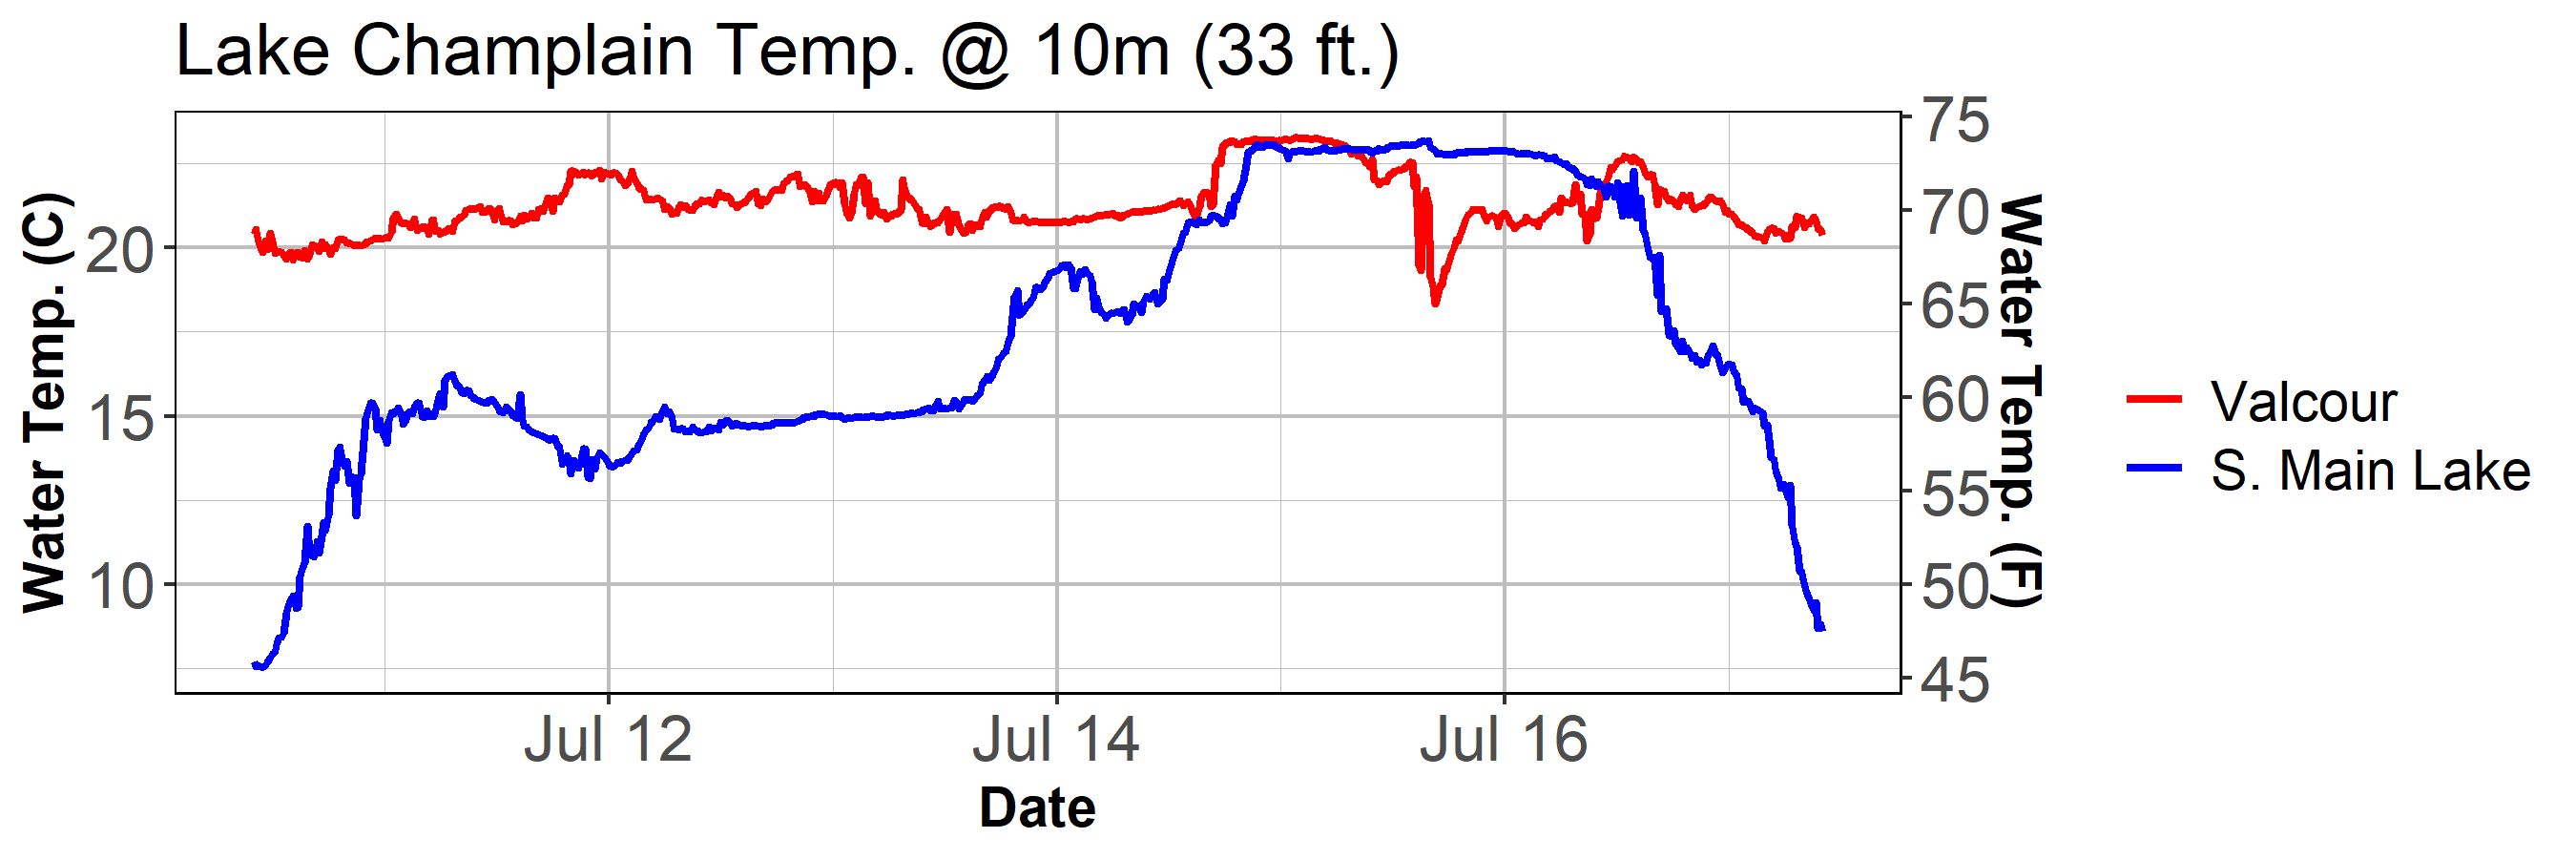 Lake Champlain Temp. @ 10m (33 ft.)
Water Temp. (C)
20
15
10
75
70
65
60
55
50
45
Water Temp. (F)
Jul 12
Jul 14
Jul 16
Date
Valcour
S. Main Lake